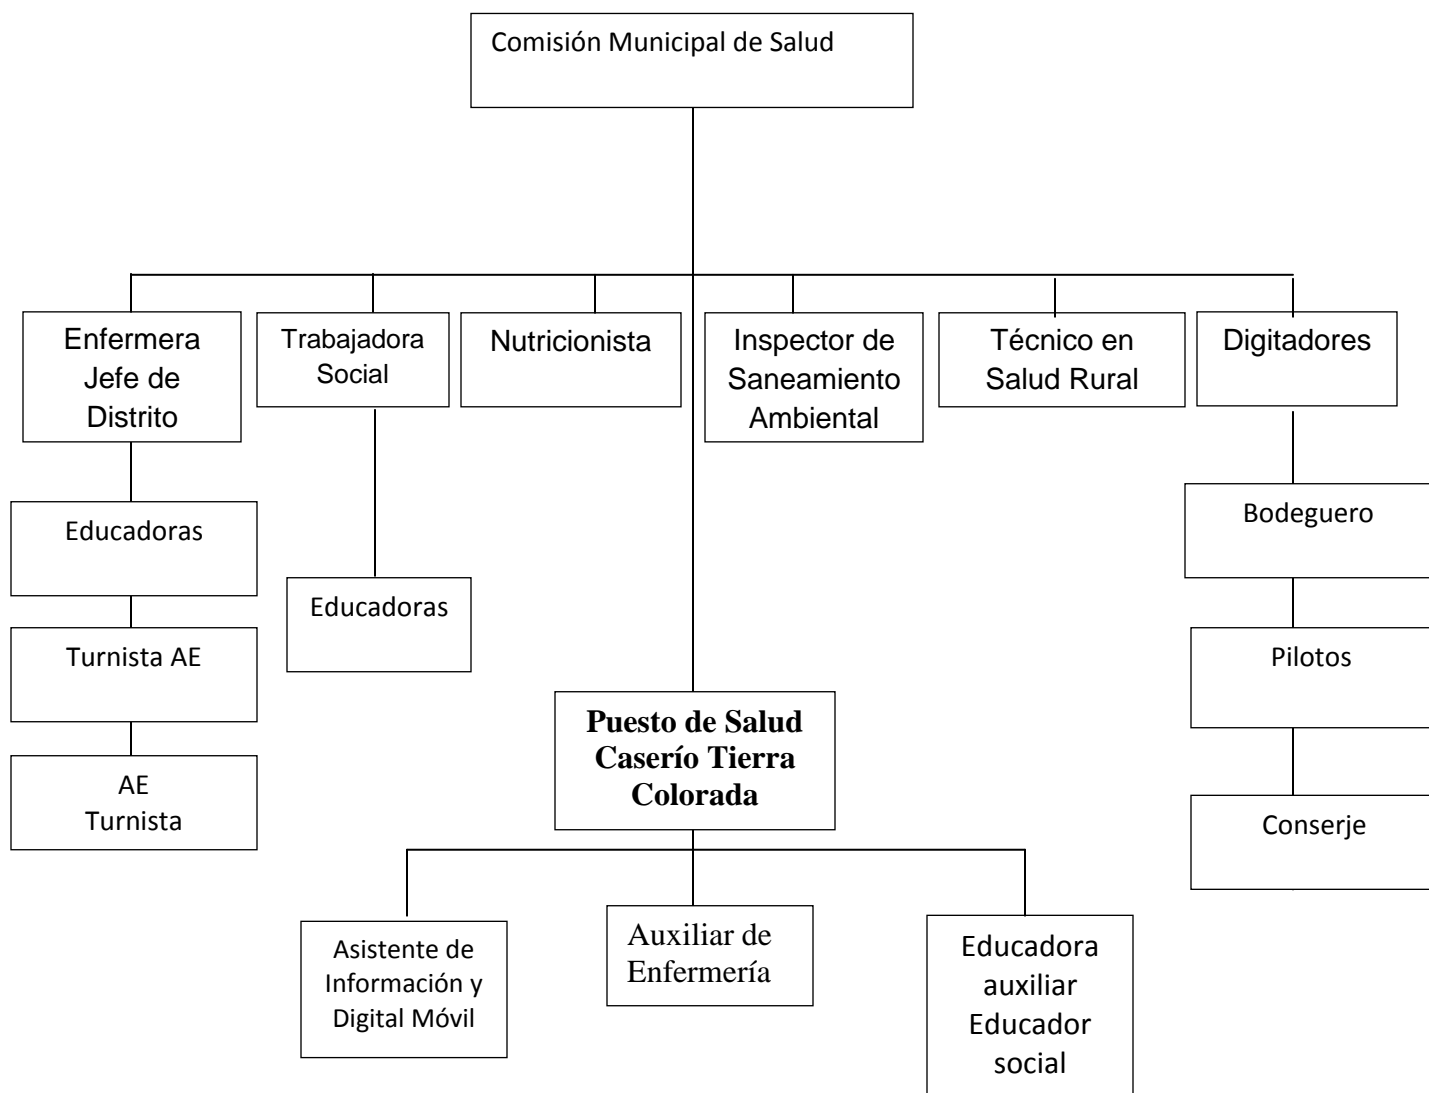 Comisión Municipal de Salud
Enfermera
Jefe de
Distrito
Trabajadora
Social
Nutricionista
Inspector de
Saneamiento
Ambiental
Técnico en
Salud Rural
Digitadores
Educadoras
Bodeguero
Educadoras
Turnista AE
Pilotos
Puesto de Salud
Caserío Tierra
Colorada
AE
Turnista
Conserje
Asistente de
Información y
Digital Móvil
Auxiliar de
Enfermería
Educadora
auxiliar
Educador
social